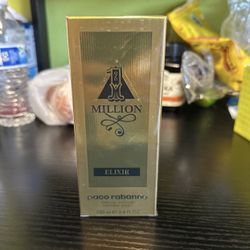 1
MILLION
ELIXIR
paco rabanne